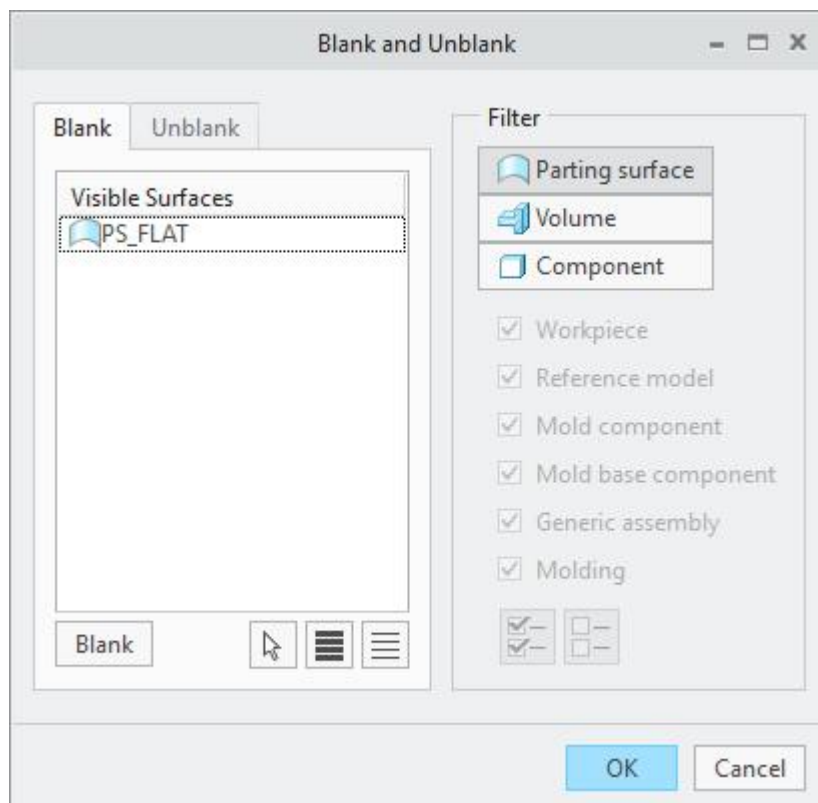 Blank and Unblank
Blank
Unblank
Visible Surfaces
PS_FLAT
Blank
Filter
Parting surface
Volume
Component
Workpiece
Reference model
Mold component
Mold base component
Generic assembly
Molding
OK
Cancel